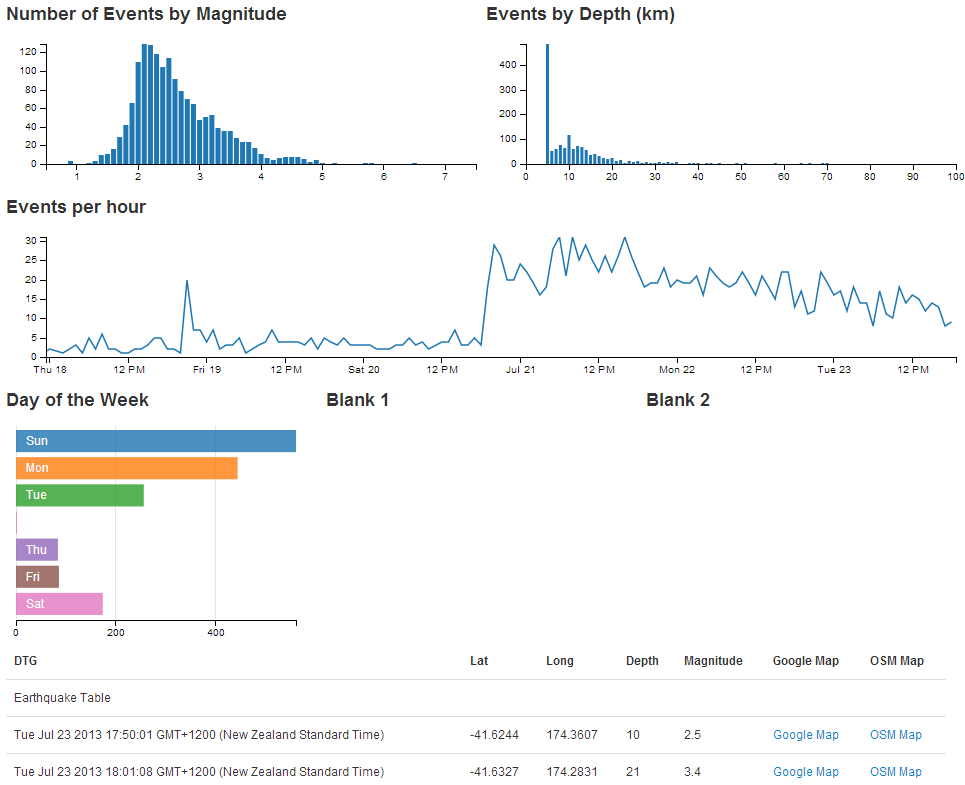 Number of Events by Magnitude
Events by Depth (km)
120
100
80
60
40
20
0
1 2 3 4 5 6 7
400
300
200
100
0
0 10 20 30 40 50 60 70 80 90 100
Events per hour
30
25
20
15
10
5
0
Thu 18 12 PM Fri 19 12 PM Sat 20 12 PM Jul 21 12 PM Mon 22 12 PM Tue 23 12 PM
Day of the Week
Blank 1
Blank 2
Sun
Mon
Tue
Thu
Fri
Sat
0 200 400
DTG Lat Long Depth Magnitude Google Map OSM Map
Earthquake Table
Tue Jul 23 2013 17:50:01 GMT+1200 (New Zealand Standard Time) -41.6244 174.3607 10 2.5 Google Map OSM Map
Tue Jul 23 2013 18:01:08 GMT+1200 (New Zealand Standard Time) -41.6327 174.2831 21 3.4 Google Map OSM Map